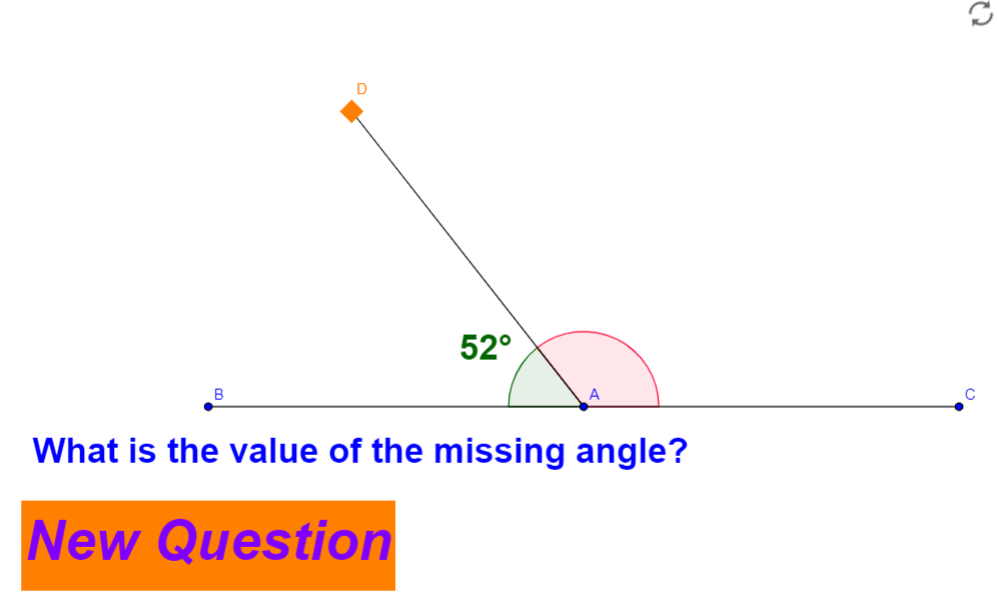 D
52°
B
A
C
What is the value of the missing angle?
New Question